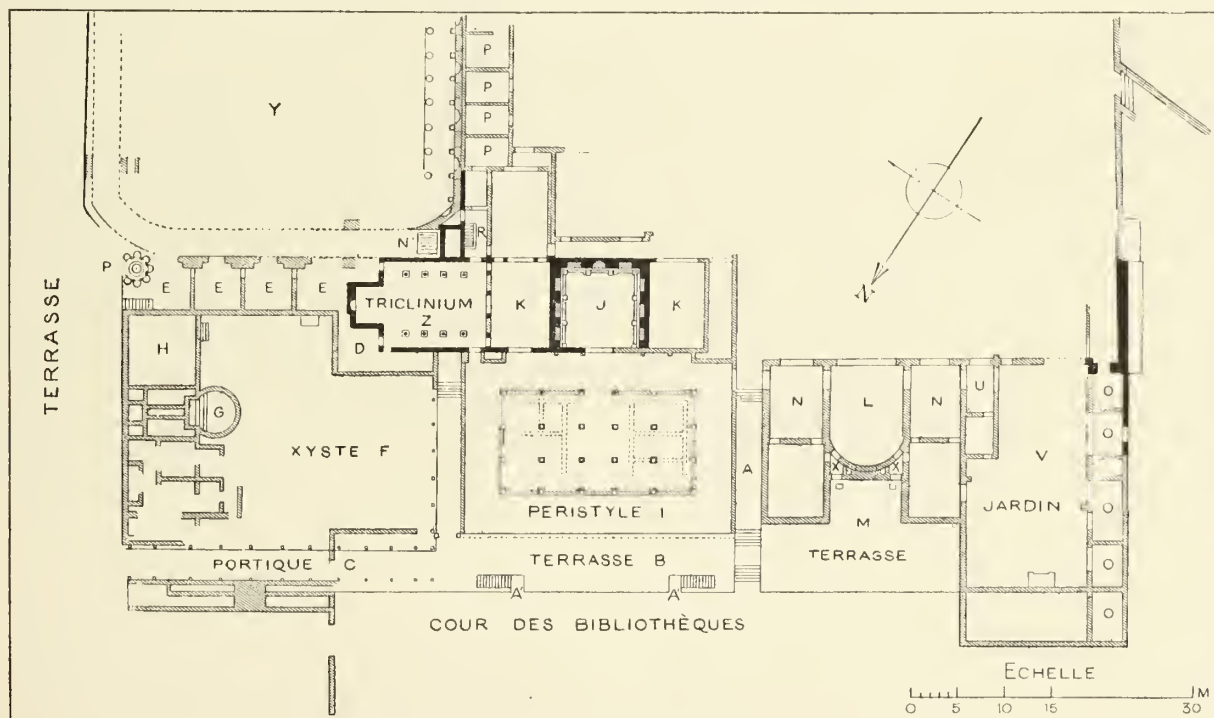 P
P
P
P
Y
N
R
P
E
E
E
E
TRICLINIUM
Z
K
J
K
TERRASSE
H
D
N
G
XYSTE F
A
N
L
N
U
O
O
V
X
X
O
JARDIN
PERISTYLE I
M
O
PORTIQUE C
TERRASSE B
TERRASSE
O
A
A
O
COUR DES BIBLIOTHÈQUES
ECHELLE
M
0 5 10 15 30